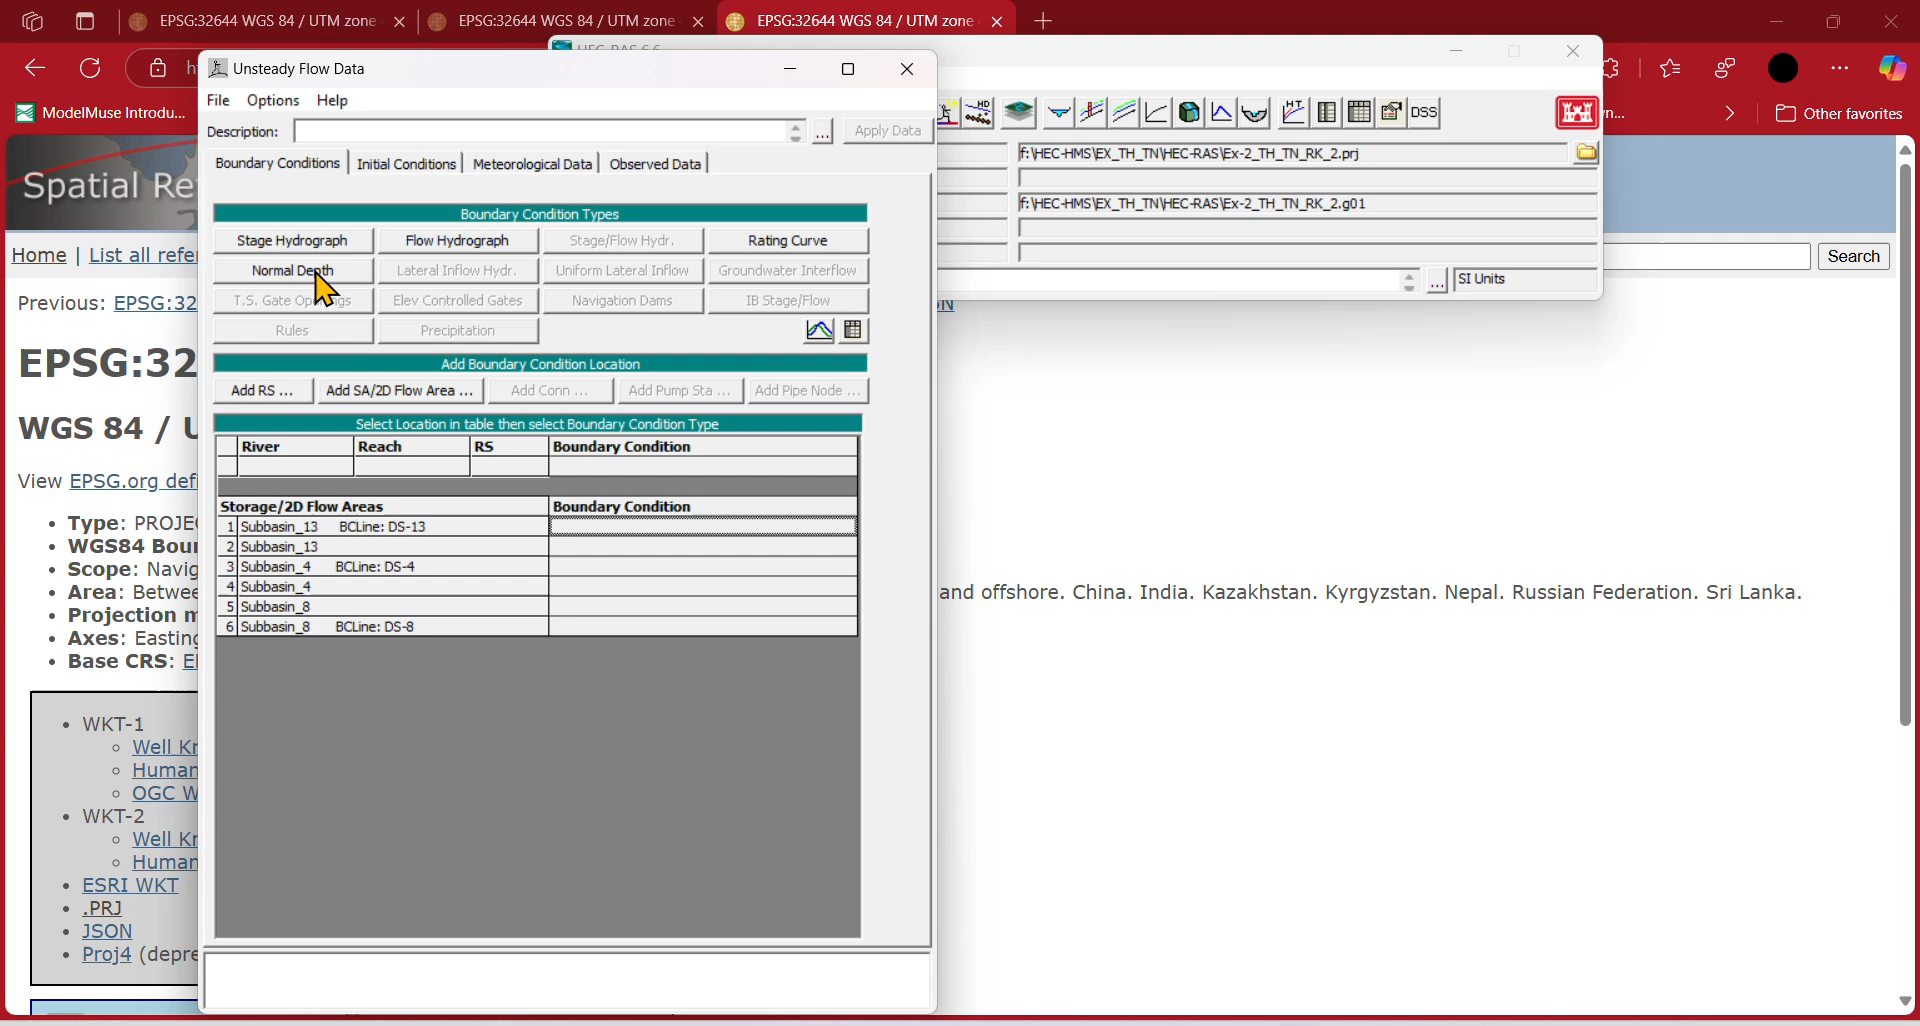 EPSG:32644 WGS 84 / UTM zone
EPSG:32644 WGS 84 / UTM zone
EPSG:32644 WGS 84 / UTM zone
ModelMuse Introdu...
Other favorites
Unsteady Flow Data
File Options Help
Description:
... Apply Data
Boundary Conditions Initial Conditions Meteorological Data Observed Data
Boundary Condition Types
Stage Hydrograph Flow Hydrograph Stage/Flow Hydr. Rating Curve
Normal Depth Lateral Inflow Hydr. Uniform Lateral Inflow Groundwater Interflow
T.S. Gate Elev Controlled Gates Navigation Dams IB Stage/Flow
Rules Precipitation
Add Boundary Condition Location
Add RS ... Add SA/2D Flow Area ... Add Conn ... Add Pump Sta ... Add Pipe Node ...
Select Location in table then select Boundary Condition Type
River Reach RS Boundary Condition
Storage/2D Flow Areas Boundary Condition
1 Subbasin_13 BCLine: DS-13
2 Subbasin_13
3 Subbasin_4 BCLine: DS-4
4 Subbasin_4
5 Subbasin_8
6 Subbasin_8 BCLine: DS-8
HEC-RAS 6.6
HD
HT
DSS
f:\HEC-HMS\EX_TH_TN\HEC-RAS\Ex-2_TH_TN_RK_2.prj
f:\HEC-HMS\EX_TH_TN\HEC-RAS\Ex-2_TH_TN_RK_2.g01
... SI Units
Spatial Re
Home | List all refe
Search
Previous: EPSG:32
EPSG:32
WGS 84 / U
View EPSG.org def
• Type: PROJE
• WGS84 Bou
• Scope: Navig
• Area: Betwee
and offshore. China. India. Kazakhstan. Kyrgyzstan. Nepal. Russian Federation. Sri Lanka.
• Projection m
• Axes: Easting
• Base CRS: E
• WKT-1
◦ Well K
◦ Human
◦ OGC W
• WKT-2
◦ Well K
◦ Human
• ESRI WKT
• .PRJ
• JSON
• Proj4 (depre